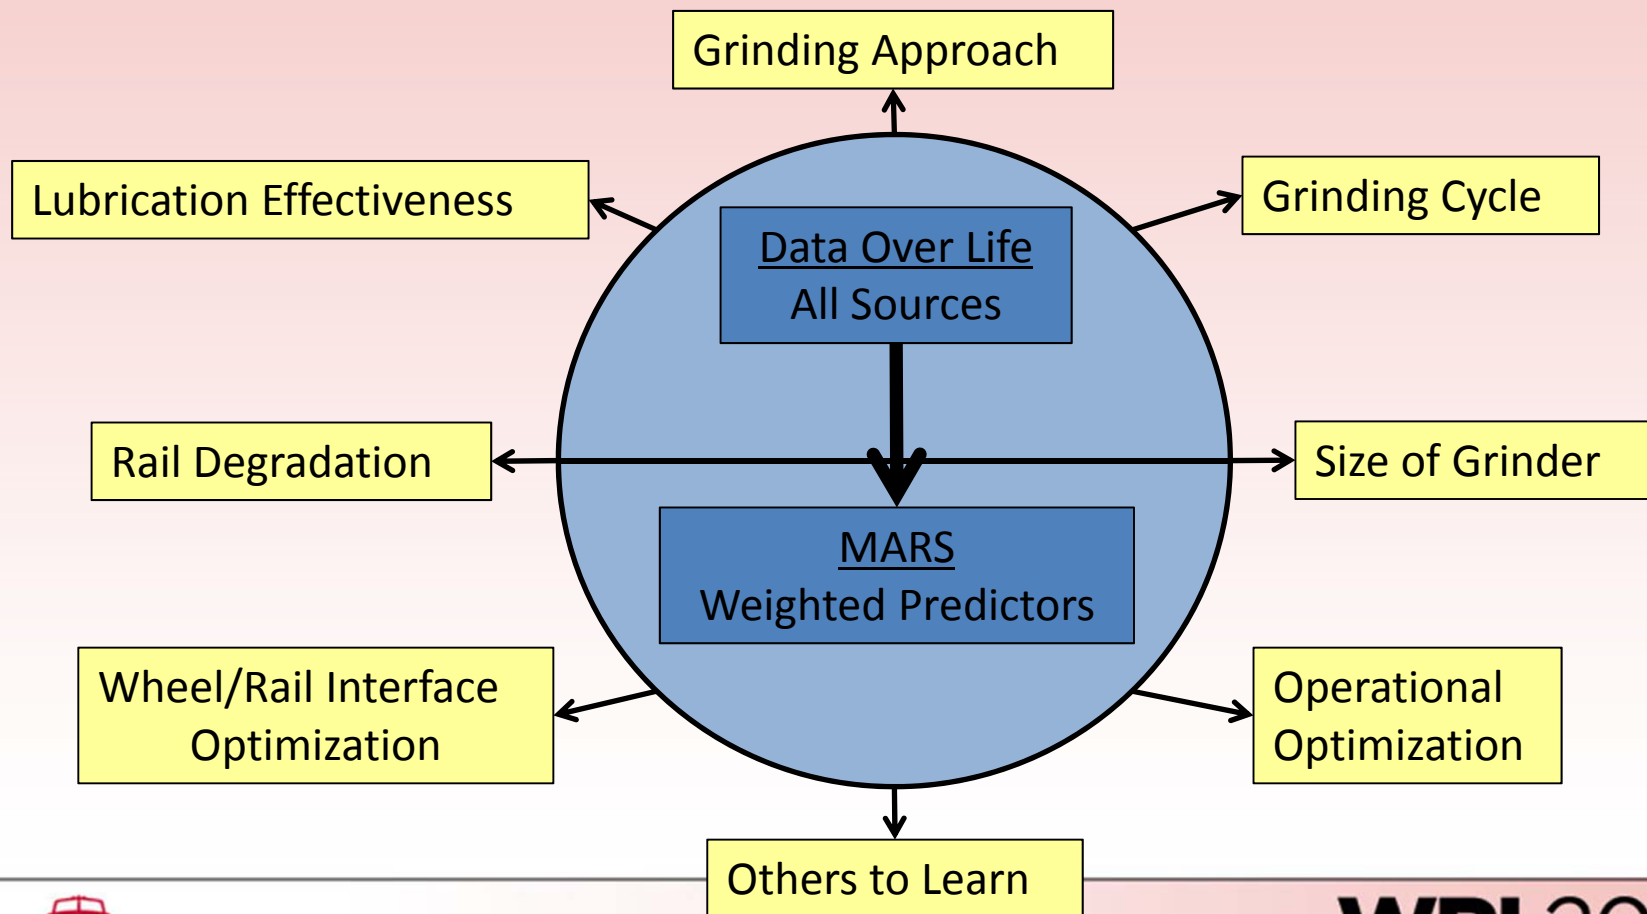 Grinding Approach
Lubrication Effectiveness
Grinding Cycle
Data Over Life
All Sources
Rail Degradation
Size of Grinder
MARS
Weighted Predictors
Wheel/Rail Interface
Optimization
Operational
Optimization
Others to Learn